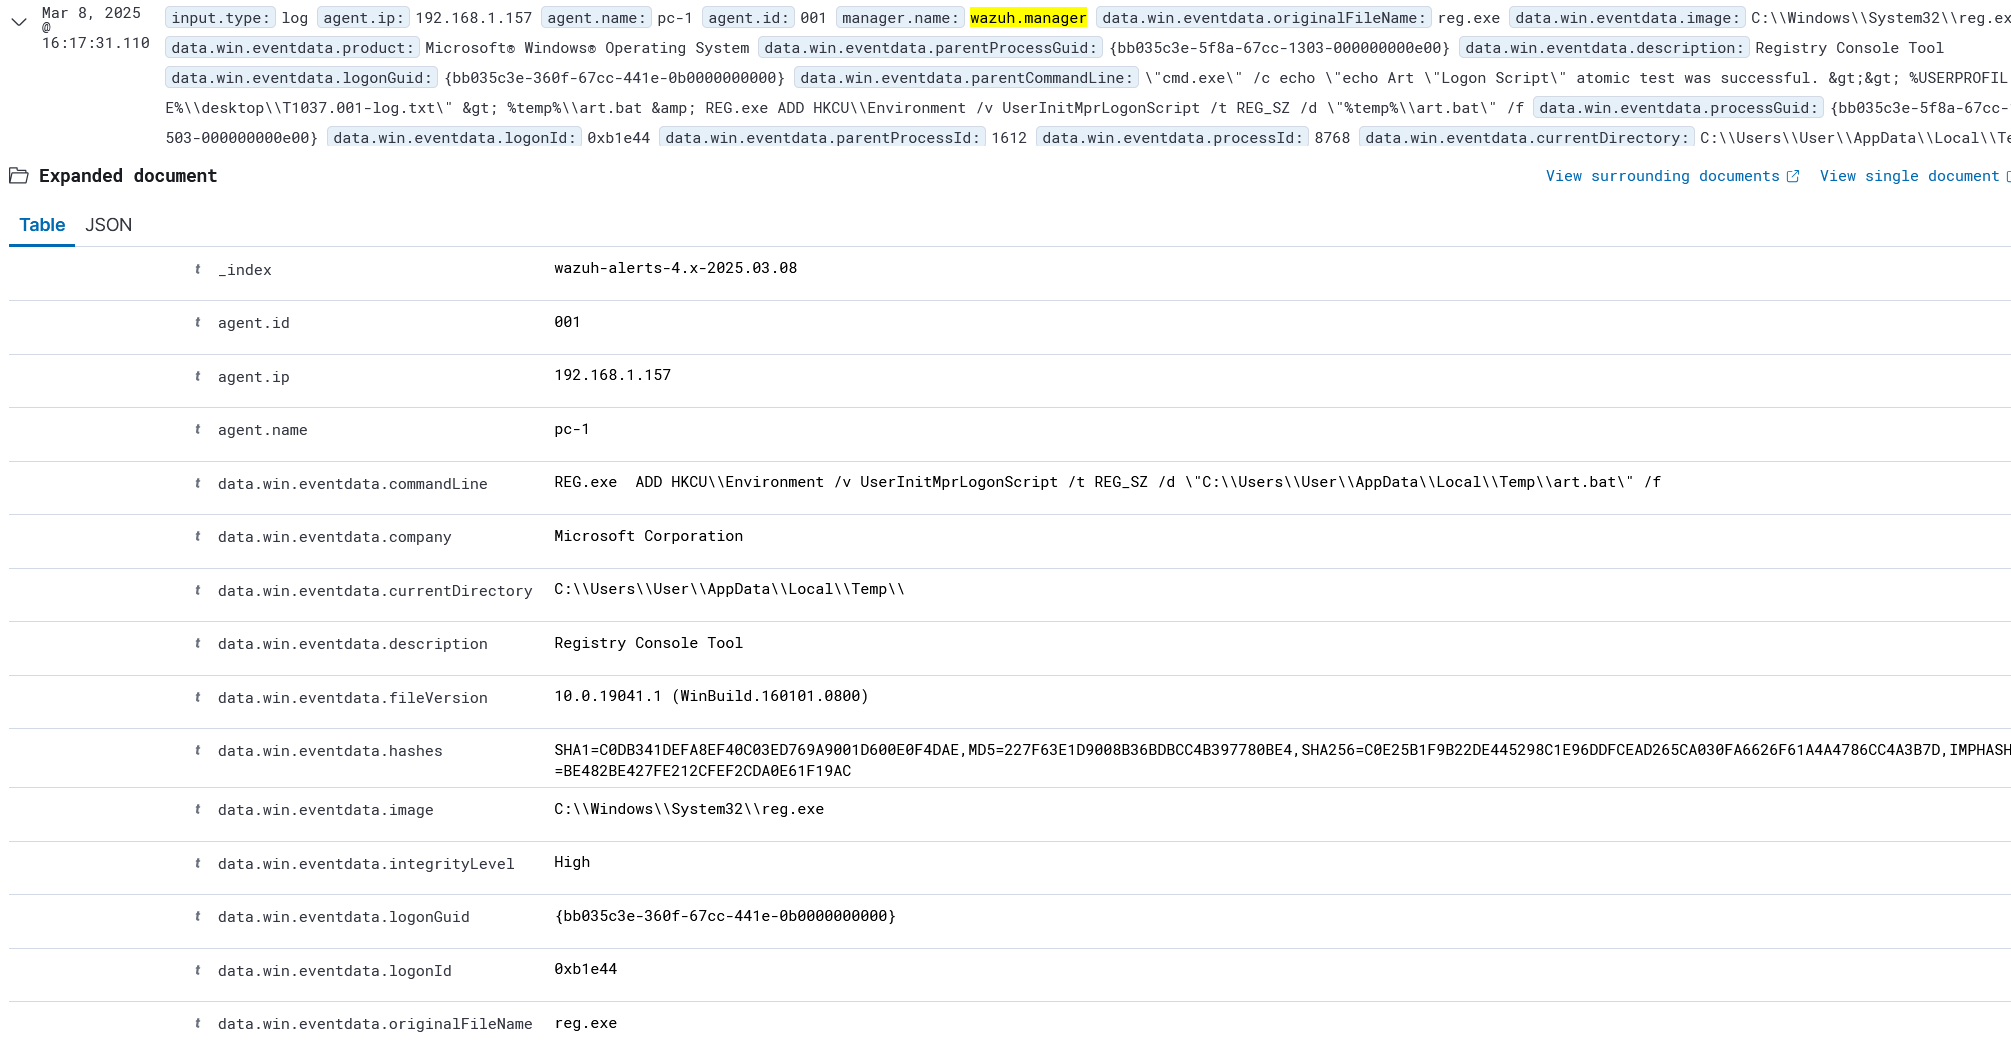 Mar 8, 2025 @ 16:17:31.110
input.type: log agent.ip: 192.168.1.157 agent.name: pc-1 agent.id: 001 manager.name: wazuh.manager data.win.eventdata.originalFileName: reg.exe data.win.eventdata.image: C:\\Windows\\System32\\reg.ex
data.win.eventdata.product: Microsoft® Windows® Operating System data.win.eventdata.parentProcessGuid: {bb035c3e-5f8a-67cc-1303-000000000e00} data.win.eventdata.description: Registry Console Tool
data.win.eventdata.logonGuid: {bb035c3e-360f-67cc-441e-0b0000000000} data.win.eventdata.parentCommandLine: \"cmd.exe\" /c echo \"echo Art \"Logon Script\" atomic test was successful. &gt;&gt; %USERPROFIL
E%\\desktop\\T1037.001-log.txt\" &gt; %temp%\\art.bat &amp; REG.exe ADD HKCU\\Environment /v UserInitMprLogonScript /t REG_SZ /d \"%temp%\\art.bat\" /f data.win.eventdata.processGuid: {bb035c3e-5f8a-67cc-
503-000000000e00} data.win.eventdata.logonId: 0xb1e44 data.win.eventdata.parentProcessId: 1612 data.win.eventdata.processId: 8768 data.win.eventdata.currentDirectory: C:\\Users\\User\\AppData\\Local\\Te
Expanded document View surrounding documents View single document
Table JSON
t _index wazuh-alerts-4.x-2025.03.08
t agent.id 001
t agent.ip 192.168.1.157
t agent.name pc-1
t data.win.eventdata.commandLine REG.exe  ADD HKCU\\Environment /v UserInitMprLogonScript /t REG_SZ /d \"C:\\Users\\User\\AppData\\Local\\Temp\\art.bat\" /f
t data.win.eventdata.company Microsoft Corporation
t data.win.eventdata.currentDirectory C:\\Users\\User\\AppData\\Local\\Temp\\
t data.win.eventdata.description Registry Console Tool
t data.win.eventdata.fileVersion 10.0.19041.1 (WinBuild.160101.0800)
t data.win.eventdata.hashes SHA1=C0DB341DEFA8EF40C03ED769A9001D600E0F4DAE,MD5=227F63E1D9008B36BDBCC4B397780BE4,SHA256=C0E25B1F9B22DE445298C1E96DDFCEAD265CA030FA6626F61A4A4786CC4A3B7D,IMPHASH
=BE482BE427FE212CFEF2CDA0E61F19AC
t data.win.eventdata.image C:\\Windows\\System32\\reg.exe
t data.win.eventdata.integrityLevel High
t data.win.eventdata.logonGuid {bb035c3e-360f-67cc-441e-0b0000000000}
t data.win.eventdata.logonId 0xb1e44
t data.win.eventdata.originalFileName reg.exe